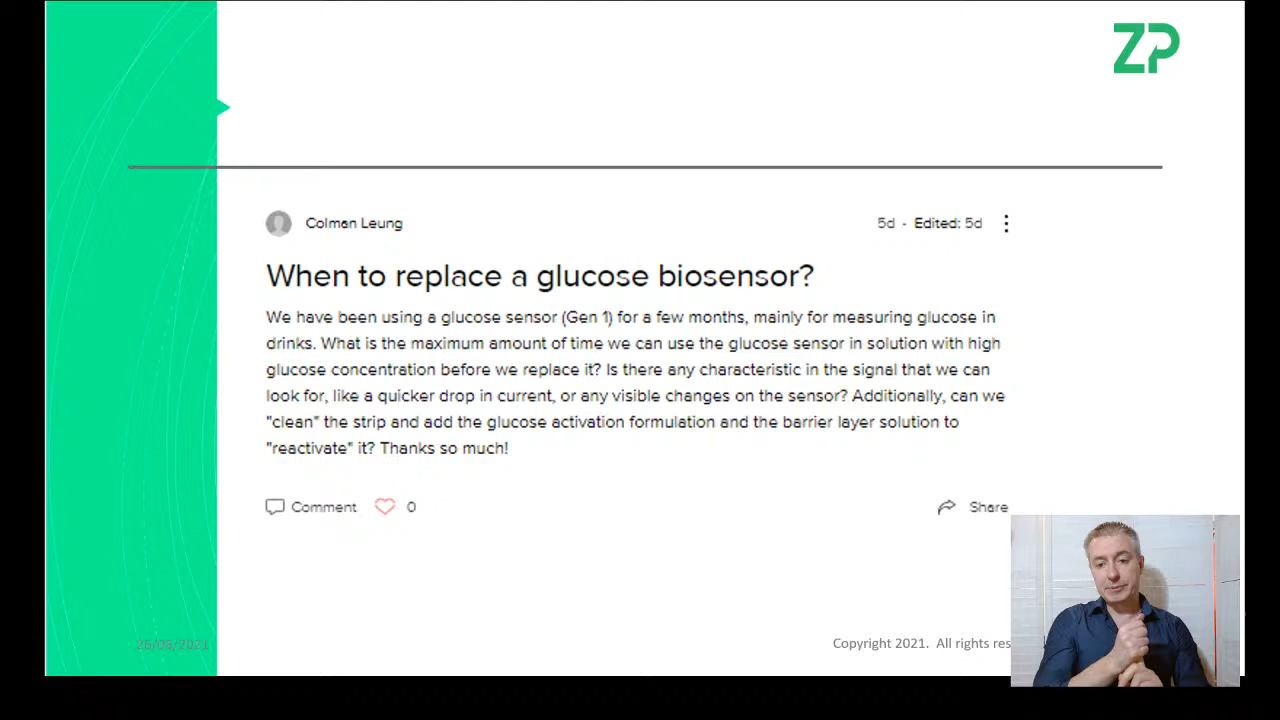 ZP
Colman Leung
5d - Edited: 5d
When to replace a glucose biosensor?
We have been using a glucose sensor (Gen 1) for a few months, mainly for measuring glucose in
drinks. What is the maximum amount of time we can use the glucose sensor in solution with high
glucose concentration before we replace it? Is there any characteristic in the signal that we can
look for, like a quicker drop in current, or any visible changes on the sensor? Additionally, can we
"clean" the strip and add the glucose activation formulation and the barrier layer solution to
"reactivate" it? Thanks so much!
Comment 0 Share
Copyright 2021. All rights res